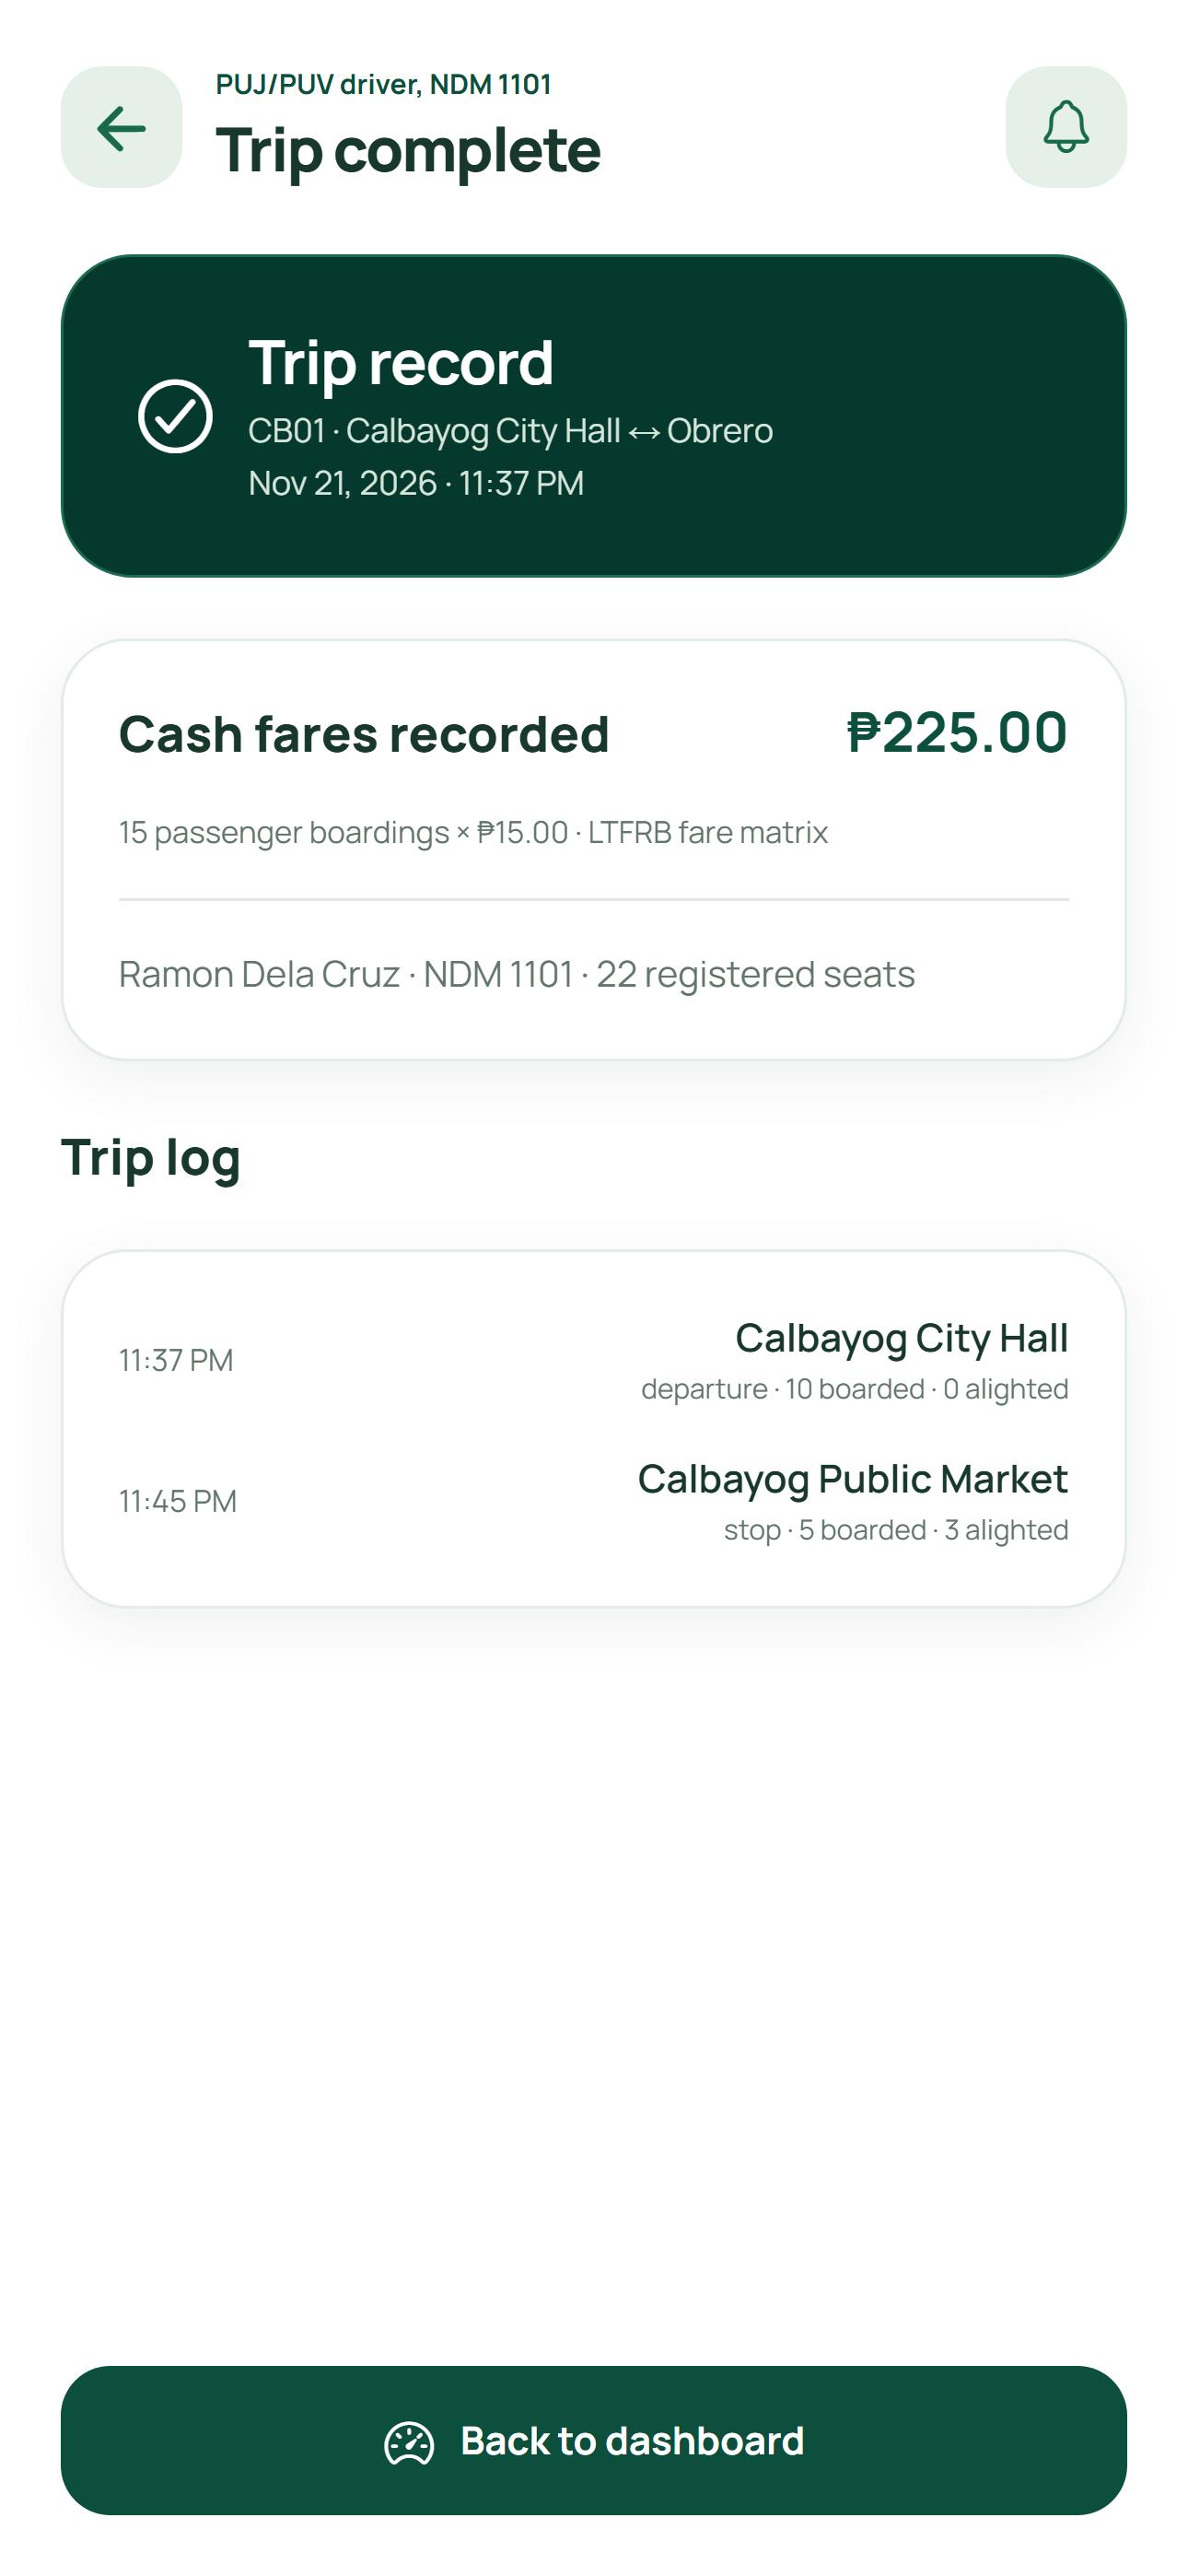 PUJ/PUV driver, NDM 1101
Trip complete
Trip record
CB01 · Calbayog City Hall ↔ Obrero
Nov 21, 2026 · 11:37 PM
Cash fares recorded
₱225.00
15 passenger boardings × ₱15.00 · LTFRB fare matrix
Ramon Dela Cruz · NDM 1101 · 22 registered seats
Trip log
11:37 PM
Calbayog City Hall
departure · 10 boarded · 0 alighted
11:45 PM
Calbayog Public Market
stop · 5 boarded · 3 alighted
Back to dashboard